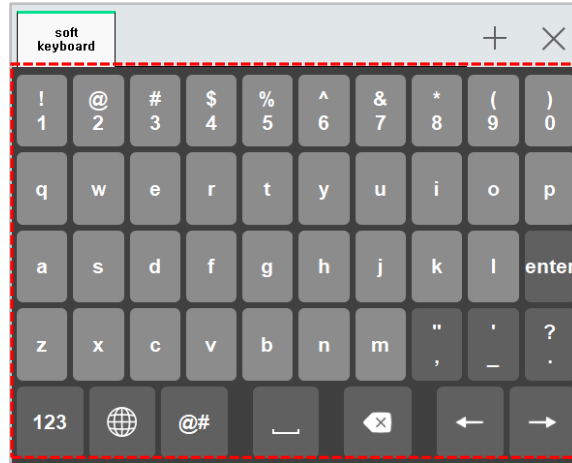 soft
keyboard
! @ # $ % ^ & * ( )
1 2 3 4 5 6 7 8 9 0
q w e r t y u i o p
a s d f g h j k l enter
z x c v b n m " ' ?
, _ .
123 @#